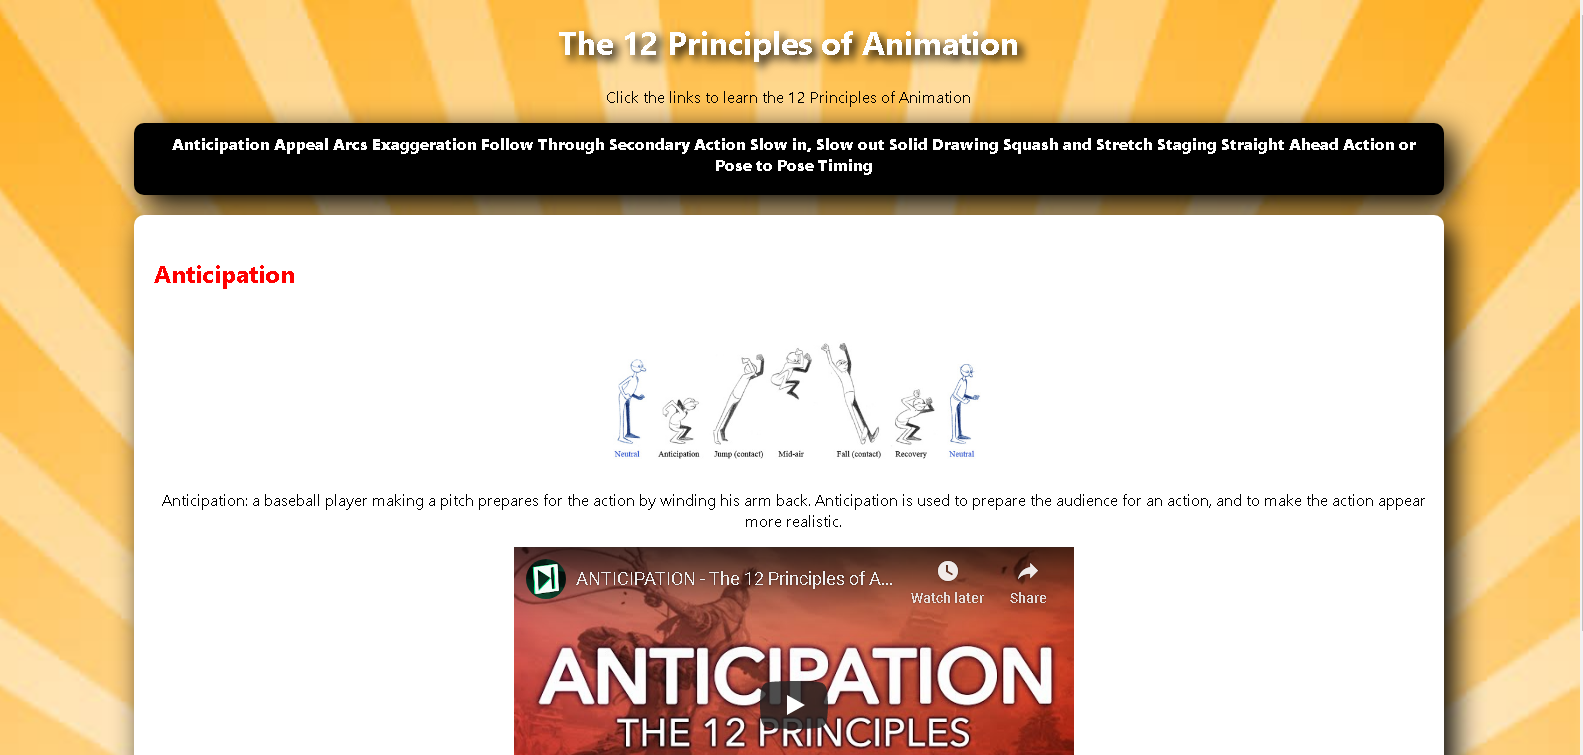 The 12 Principles of Animation
Click the links to learn the 12 Principles of Animation
Anticipation Appeal Arcs Exaggeration Follow Through Secondary Action Slow in, Slow out Solid Drawing Squash and Stretch Staging Straight Ahead Action or
Pose to Pose Timing
Anticipation
Neutral Anticipation Jump (contact) Mid-air Fall (contact) Recovery Neutral
Anticipation: a baseball player making a pitch prepares for the action by winding his arm back. Anticipation is used to prepare the audience for an action, and to make the action appear
more realistic.
ANTICIPATION - The 12 Principles of A...
Watch later Share
ANTICIPATION
THE 12 PRINCIPLES